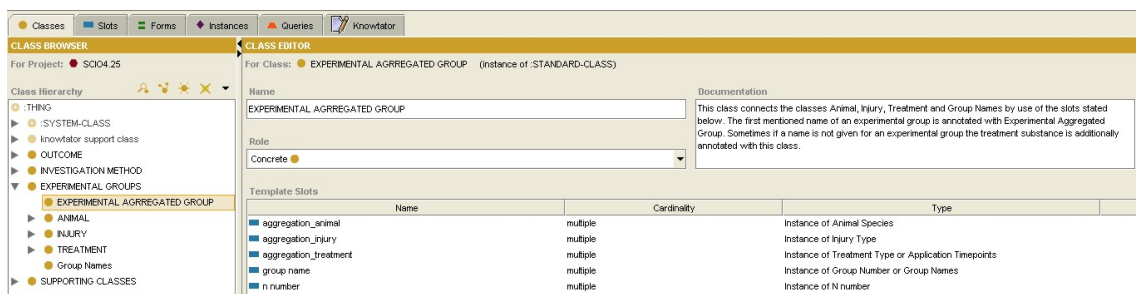 Classes Slots Forms Instances Queries Knowtator
CLASS BROWSER
For Project: SCIO4.25
Class Hierarchy
:THING
:SYSTEM-CLASS
knowtator support class
OUTCOME
INVESTIGATION METHOD
EXPERIMENTAL GROUPS
EXPERIMENTAL AGRREGATED GROUP
ANIMAL
INJURY
TREATMENT
Group Names
SUPPORTING CLASSES
CLASS EDITOR
For Class: EXPERIMENTAL AGRREGATED GROUP (instance of :STANDARD-CLASS)
Name
EXPERIMENTAL AGRREGATED GROUP
Role
Concrete
Documentation
This class connects the classes Animal, Injury, Treatment and Group Names by use of the slots stated
below. The first mentioned name of an experimental group is annotated with Experimental Aggregated
Group. Sometimes if a name is not given for an experimental group the treatment substance is additionally
annotated with this class.
Template Slots
Name Cardinality Type
aggregation_animal multiple Instance of Animal Species
aggregation_injury multiple Instance of Injury Type
aggregation_treatment multiple Instance of Treatment Type or Application Timepoints
group name multiple Instance of Group Number or Group Names
n number multiple Instance of N number